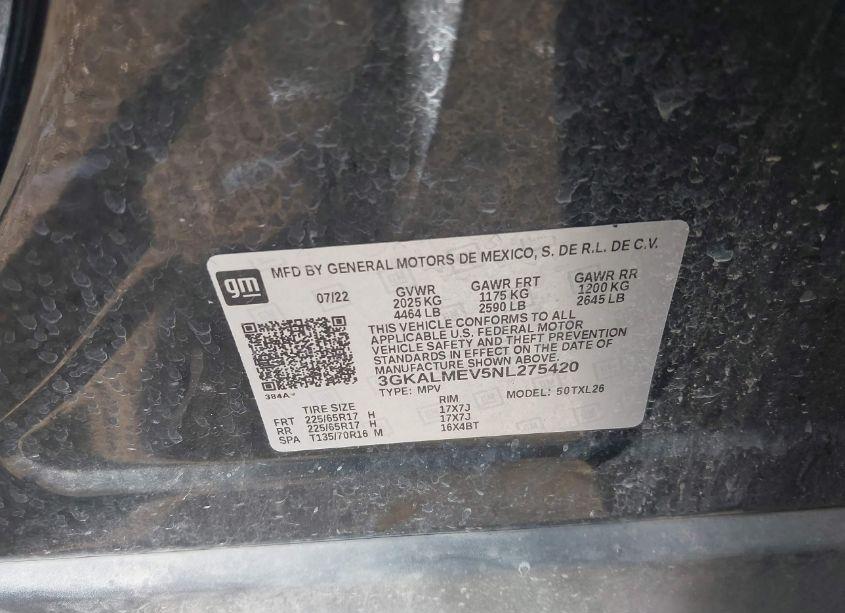 gm
MFD BY GENERAL MOTORS DE MEXICO, S. DE R.L. DE C.V.
07/22 GVWR GAWR FRT GAWR RR
2025 KG 1175 KG 1200 KG
4464 LB 2590 LB 2645 LB
THIS VEHICLE CONFORMS TO ALL
APPLICABLE U.S. FEDERAL MOTOR
VEHICLE SAFETY AND THEFT PREVENTION
STANDARDS IN EFFECT ON THE DATE OF
MANUFACTURE SHOWN ABOVE.
3GKALMEV5NL275420
TYPE: MPV MODEL: 50TXL26
384A
TIRE SIZE RIM
FRT 225/65R17 H 17X7J
RR 225/65R17 H 17X7J
SPA T135/70R16 M 16X4BT